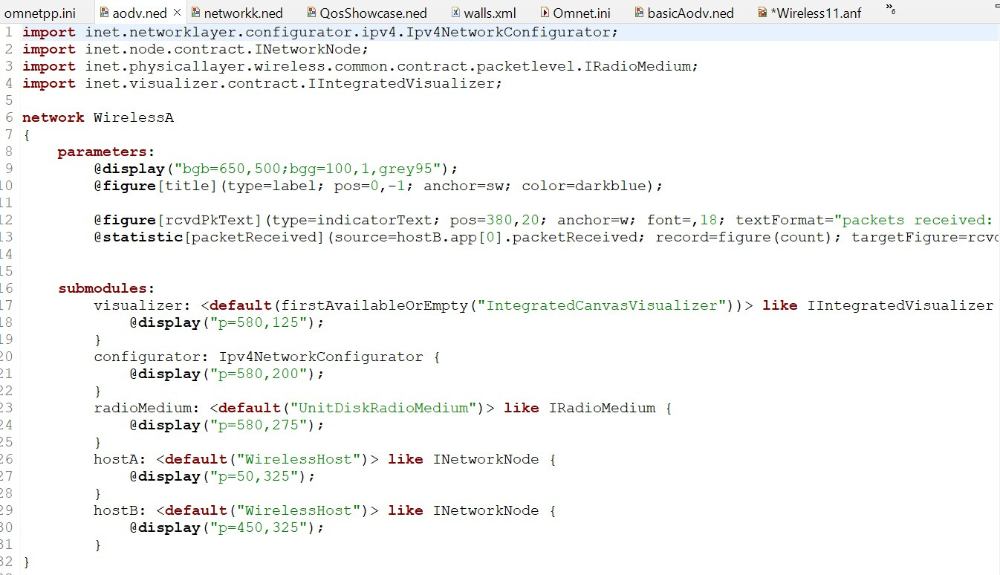 omnetpp.ini aodv.ned networkk.ned QosShowcase.ned walls.xml Omnet.ini basicAodv.ned *Wireless11.anf »6
1 import inet.networklayer.configurator.ipv4.Ipv4NetworkConfigurator;
2 import inet.node.contract.INetworkNode;
3 import inet.physicallayer.wireless.common.contract.packetlevel.IRadioMedium;
4 import inet.visualizer.contract.IIntegratedVisualizer;
5
6 network WirelessA
7 {
8 parameters:
9 @display("bgb=650,500;bgg=100,1,grey95");
10 @figure[title](type=label; pos=0,-1; anchor=sw; color=darkblue);
11
12 @figure[rcvdPkText](type=indicatorText; pos=380,20; anchor=w; font=,18; textFormat="packets received:
13 @statistic[packetReceived](source=hostB.app[0].packetReceived; record=figure(count); targetFigure=rcv
14
15
16 submodules:
17 visualizer: <default(firstAvailableOrEmpty("IntegratedCanvasVisualizer"))> like IIntegratedVisualizer
18 @display("p=580,125");
19 }
20 configurator: Ipv4NetworkConfigurator {
21 @display("p=580,200");
22 }
23 radioMedium: <default("UnitDiskRadioMedium")> like IRadioMedium {
24 @display("p=580,275");
25 }
26 hostA: <default("WirelessHost")> like INetworkNode {
27 @display("p=50,325");
28 }
29 hostB: <default("WirelessHost")> like INetworkNode {
30 @display("p=450,325");
31 }
32 }